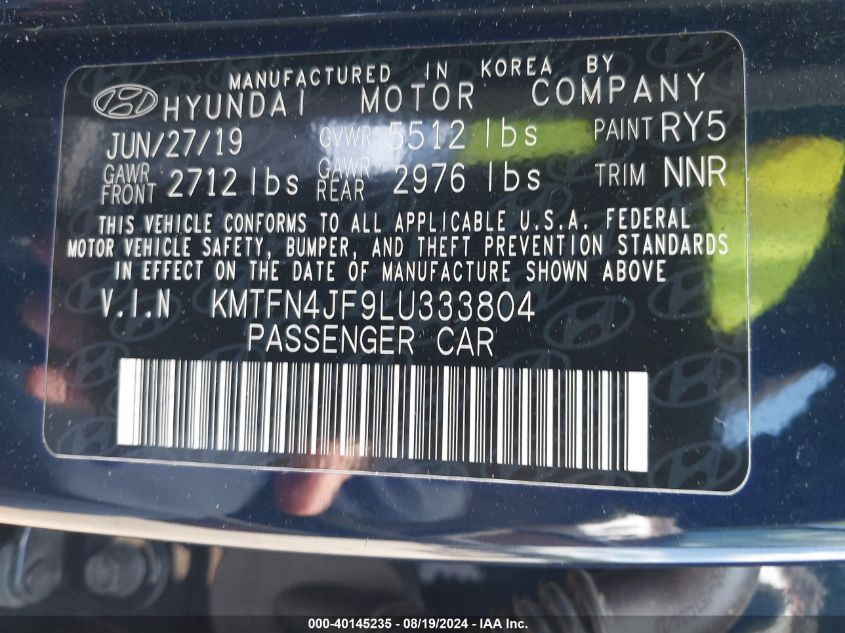 MANUFACTURED IN KOREA BY
HYUNDAI MOTOR COMPANY
JUN/27/19 GVWR 5512 lbs PAINT RY5
GAWR FRONT 2712 lbs GAWR REAR 2976 lbs TRIM NNR
THIS VEHICLE CONFORMS TO ALL APPLICABLE U.S.A. FEDERAL
MOTOR VEHICLE SAFETY, BUMPER, AND THEFT PREVENTION STANDARDS
IN EFFECT ON THE DATE OF MANUFACTURE SHOWN ABOVE
V.I.N KMTFN4JF9LU333804
PASSENGER CAR
000-40145235 - 08/19/2024 - IAA Inc.